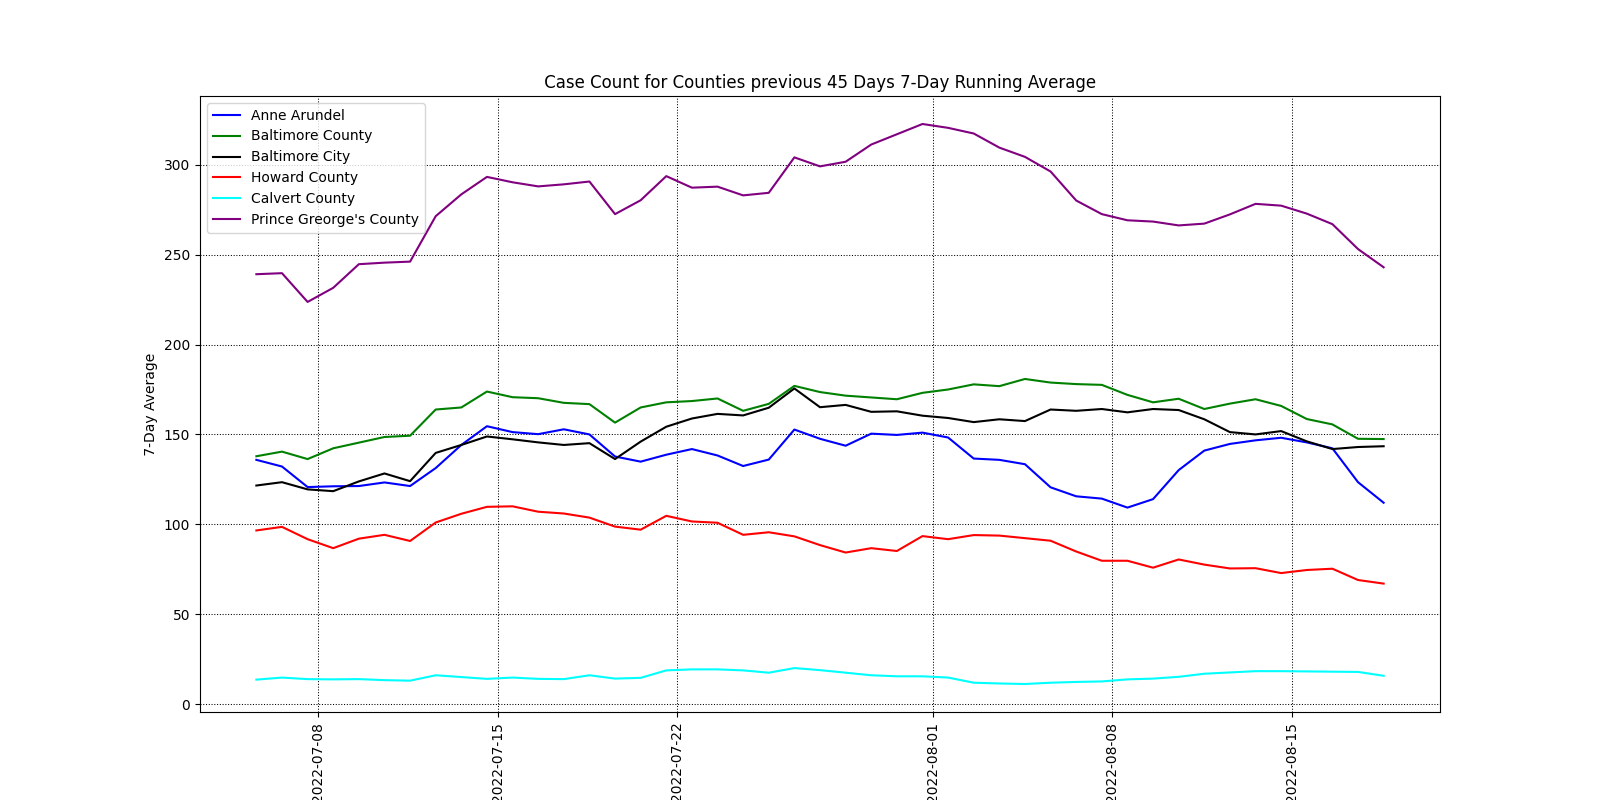 Case Count for Counties previous 45 Days 7-Day Running Average
Anne Arundel
Baltimore County
Baltimore City
Howard County
Calvert County
Prince Greorge's County
7-Day Average
300
250
200
150
100
50
0
2022-07-08
2022-07-15
2022-07-22
2022-08-01
2022-08-08
2022-08-15